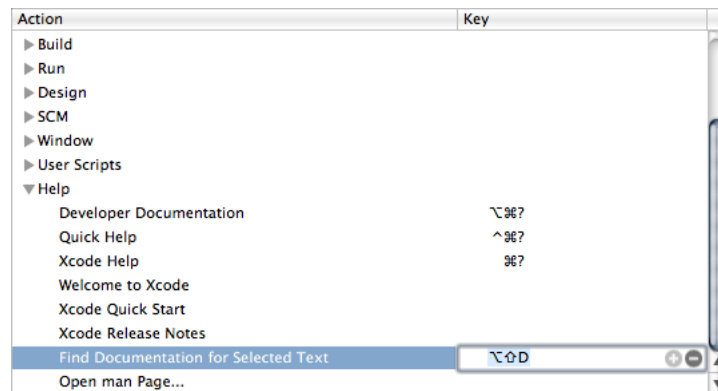 Action Key
Build
Run
Design
SCM
Window
User Scripts
Help
Developer Documentation ⌥⌘?
Quick Help ^⌘?
Xcode Help ⌘?
Welcome to Xcode
Xcode Quick Start
Xcode Release Notes
Find Documentation for Selected Text ⌥⇧D
Open man Page...